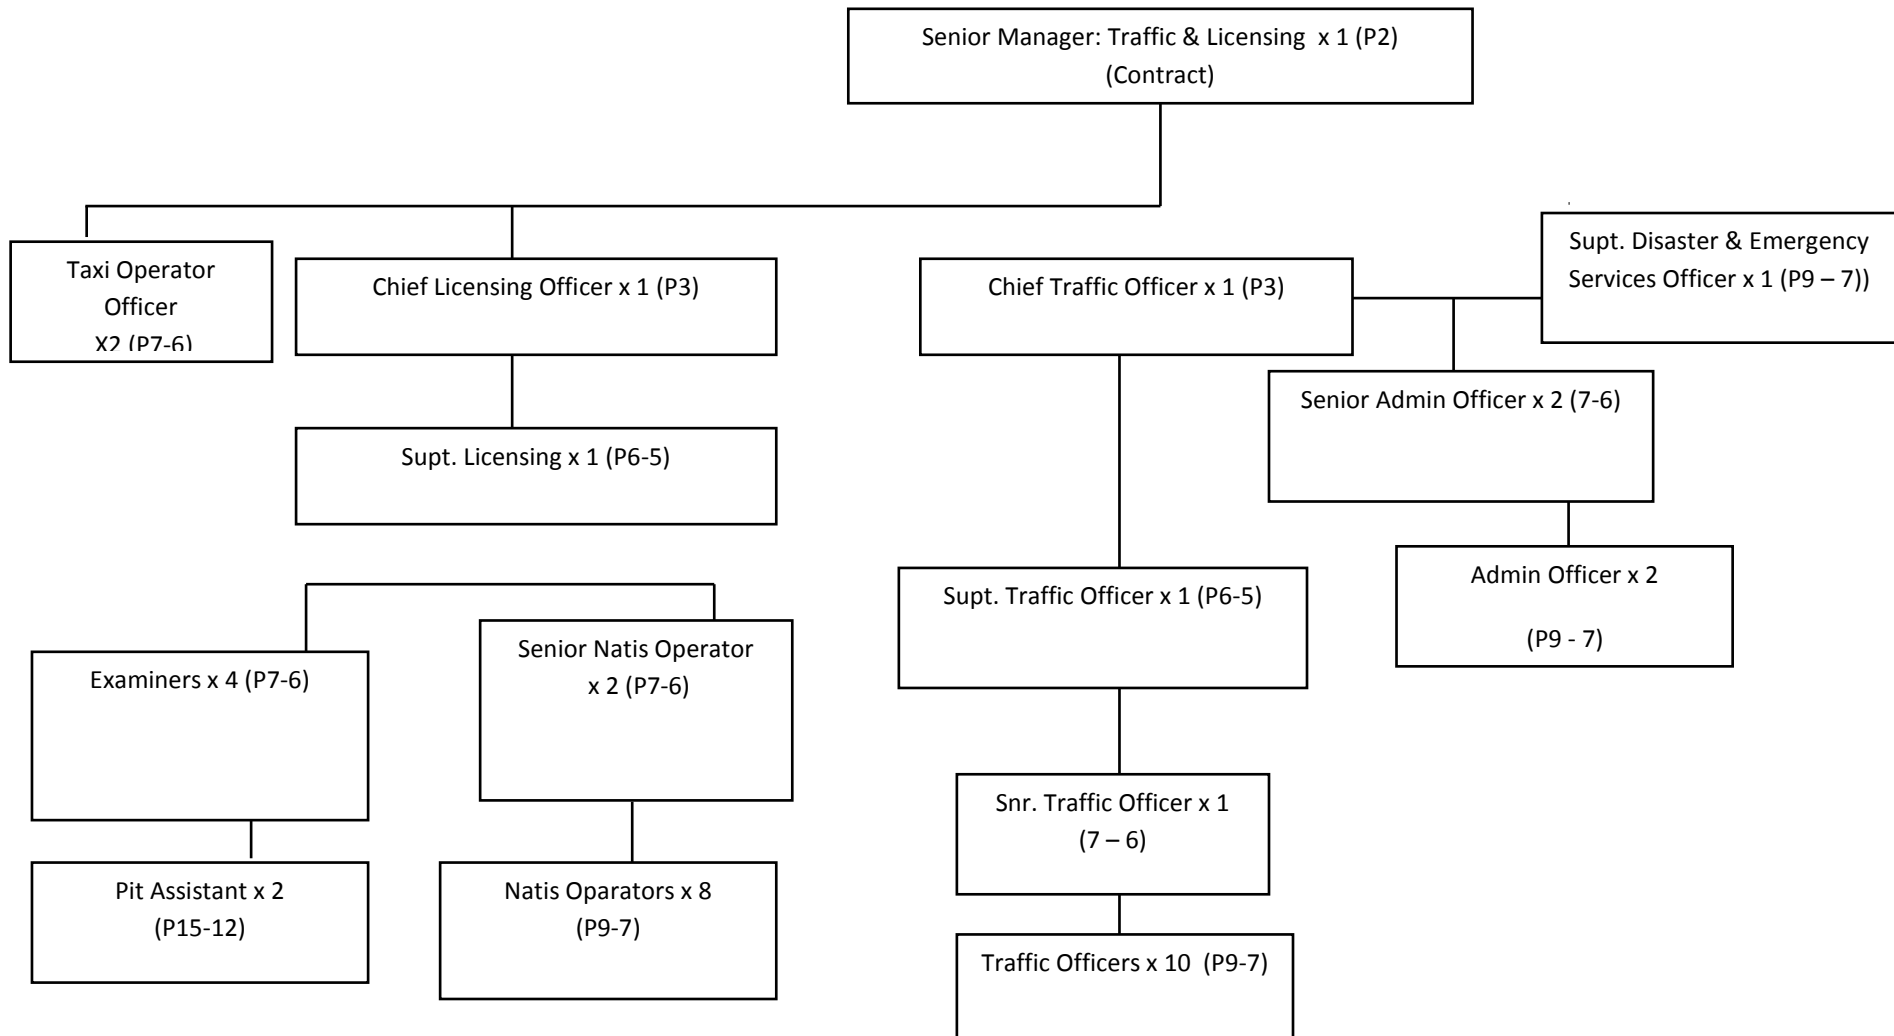 Senior Manager: Traffic & Licensing x 1 (P2)
(Contract)
Taxi Operator
Officer
X2 (P7-6)
Chief Licensing Officer x 1 (P3)
Chief Traffic Officer x 1 (P3)
Supt. Disaster & Emergency
Services Officer x 1 (P9 – 7))
Senior Admin Officer x 2 (7-6)
Supt. Licensing x 1 (P6-5)
Admin Officer x 2
(P9 - 7)
Supt. Traffic Officer x 1 (P6-5)
Examiners x 4 (P7-6)
Senior Natis Operator
x 2 (P7-6)
Snr. Traffic Officer x 1
(7 – 6)
Pit Assistant x 2
(P15-12)
Natis Oparators x 8
(P9-7)
Traffic Officers x 10 (P9-7)